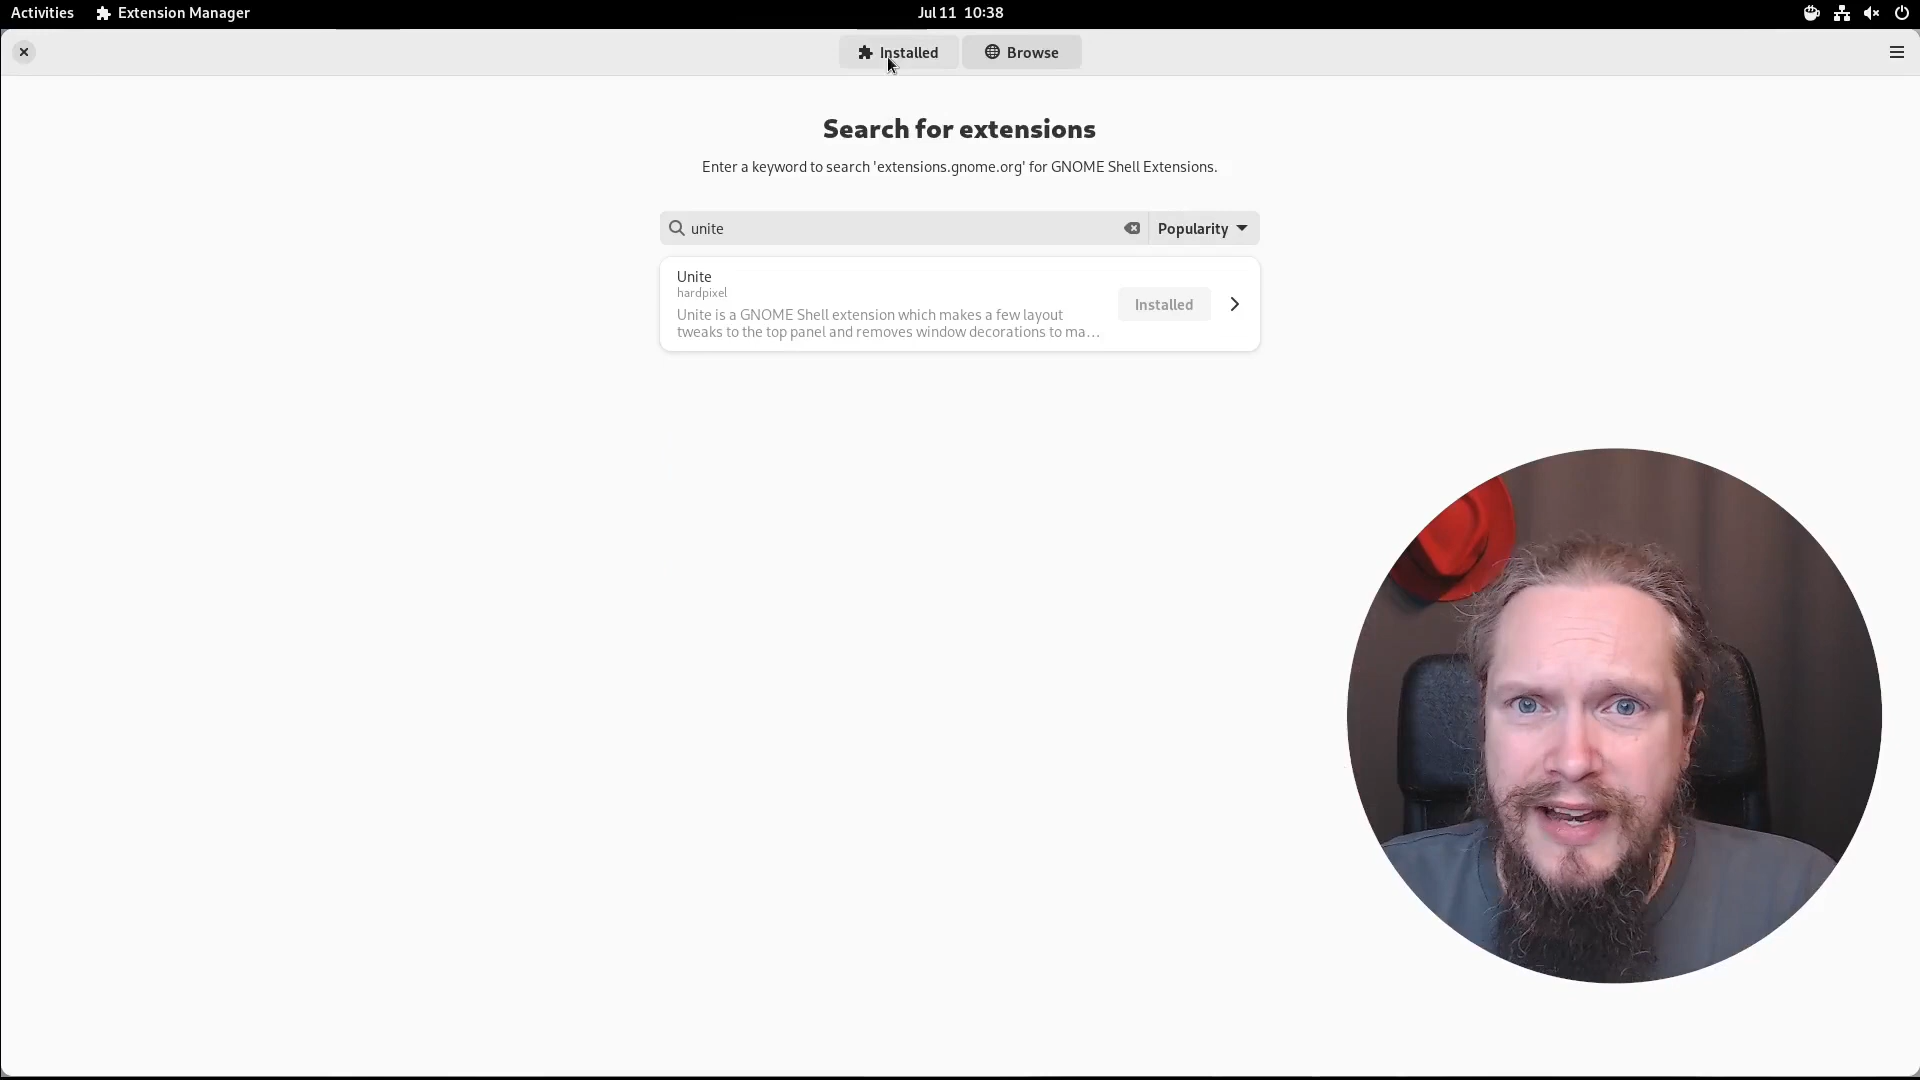 Activities
Extension Manager
Jul 11 10:38
Installed
Browse
Search for extensions
Enter a keyword to search 'extensions.gnome.org' for GNOME Shell Extensions.
unite
Popularity
Unite
hardpixel
Unite is a GNOME Shell extension which makes a few layout
tweaks to the top panel and removes window decorations to ma...
Installed